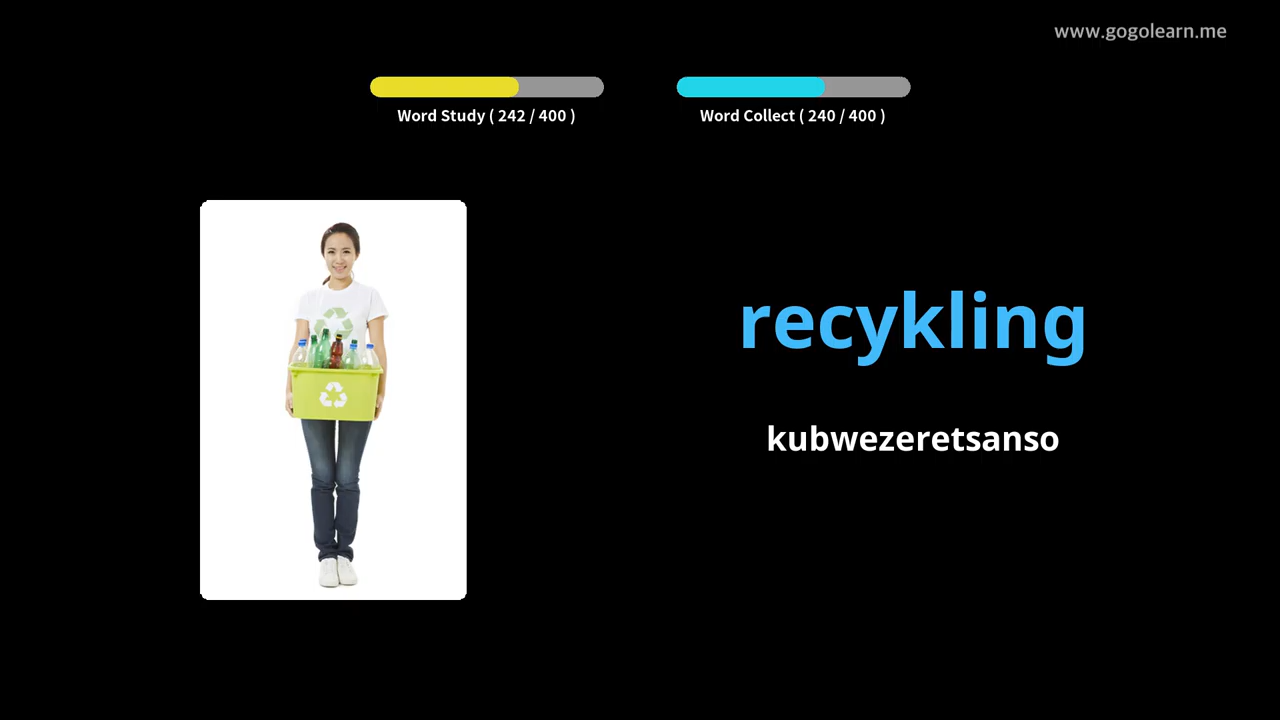 www.gogolearn.me
Word Study ( 242 / 400 )
Word Collect ( 240 / 400 )
recykling
kubwezeretsanso